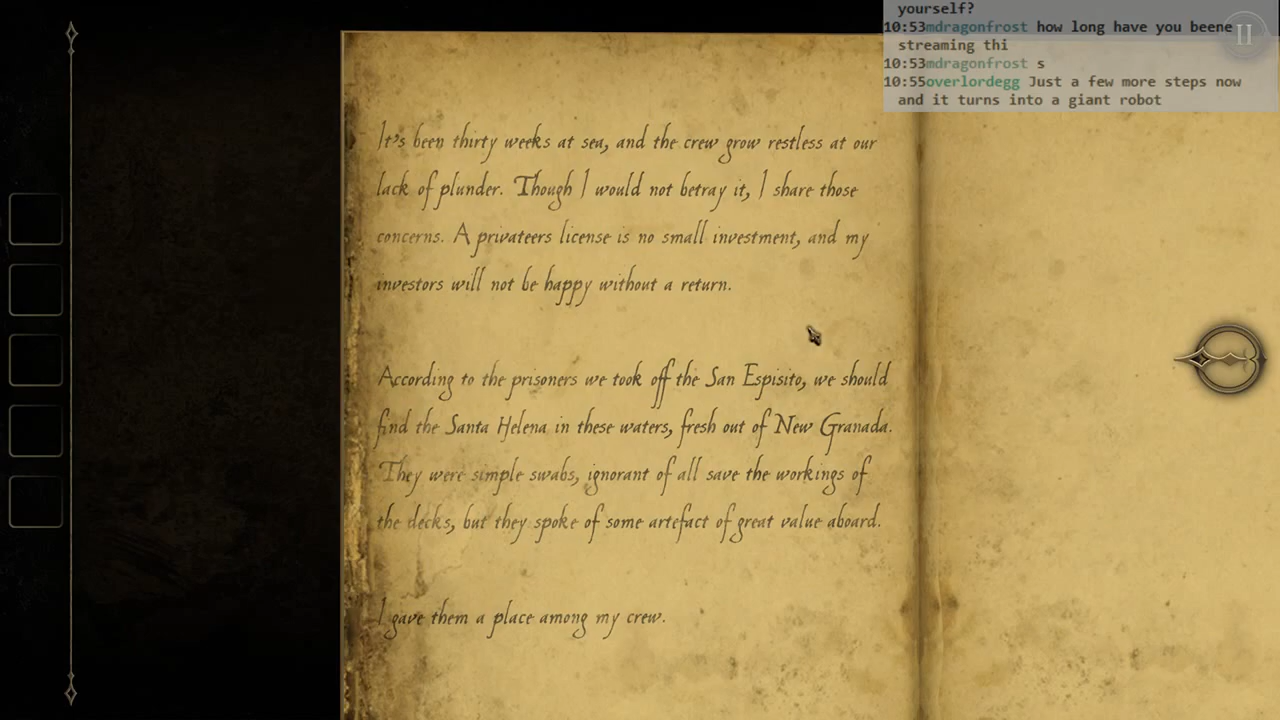 yourself?
10:53mdragonfrost how long have you beene
streaming thi
10:53mdragonfrost s
10:55overlordegg Just a few more steps now
and it turns into a giant robot
It's been thirty weeks at sea, and the crew grow restless at our
lack of plunder. Though I would not betray it, I share those
concerns. A privateers license is no small investment, and my
investors will not be happy without a return.
According to the prisoners we took off the San Espisito, we should
find the Santa Helena in these waters, fresh out of New Granada.
They were simple swabs, ignorant of all save the workings of
the decks, but they spoke of some artefact of great value aboard.
I gave them a place among my crew.